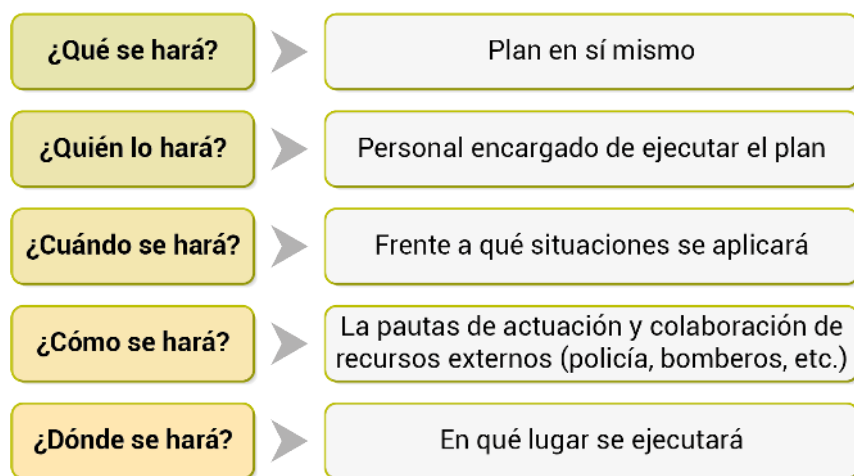 ¿Qué se hará?
Plan en sí mismo
¿Quién lo hará?
Personal encargado de ejecutar el plan
¿Cuándo se hará?
Frente a qué situaciones se aplicará
¿Cómo se hará?
La pautas de actuación y colaboración de
recursos externos (policía, bomberos, etc.)
¿Dónde se hará?
En qué lugar se ejecutará